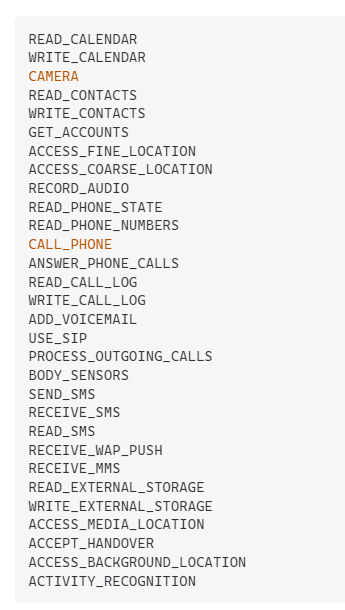 READ_CALENDAR
WRITE_CALENDAR
CAMERA
READ_CONTACTS
WRITE_CONTACTS
GET_ACCOUNTS
ACCESS_FINE_LOCATION
ACCESS_COARSE_LOCATION
RECORD_AUDIO
READ_PHONE_STATE
READ_PHONE_NUMBERS
CALL_PHONE
ANSWER_PHONE_CALLS
READ_CALL_LOG
WRITE_CALL_LOG
ADD_VOICEMAIL
USE_SIP
PROCESS_OUTGOING_CALLS
BODY_SENSORS
SEND_SMS
RECEIVE_SMS
READ_SMS
RECEIVE_WAP_PUSH
RECEIVE_MMS
READ_EXTERNAL_STORAGE
WRITE_EXTERNAL_STORAGE
ACCESS_MEDIA_LOCATION
ACCEPT_HANDOVER
ACCESS_BACKGROUND_LOCATION
ACTIVITY_RECOGNITION